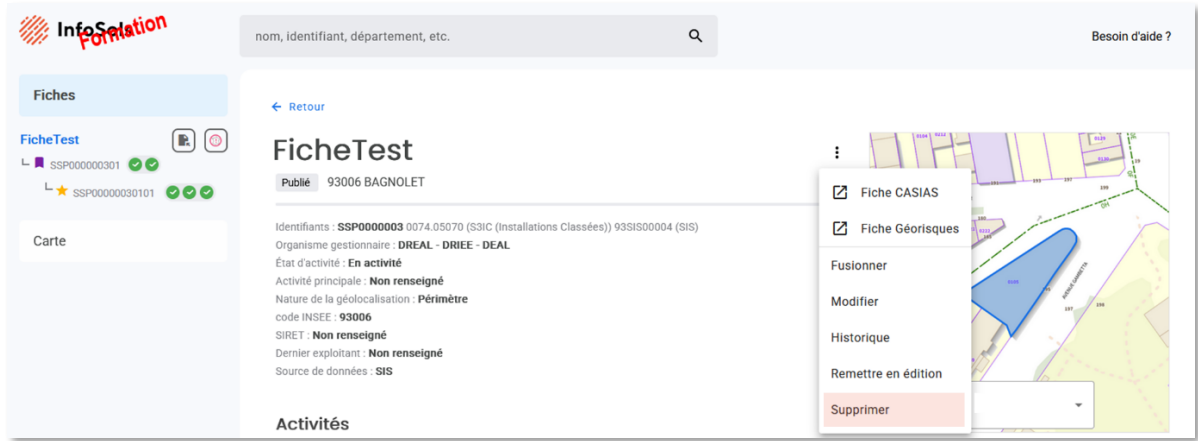 InfoSols
Formation
nom, identifiant, département, etc.
Besoin d'aide ?
Fiches
FicheTest
SSP000000301
SSP00000030101
Carte
Retour
FicheTest
Publié 93006 BAGNOLET
Identifiants : SSP0000003 0074.05070 (S3IC (Installations Classées)) 93SIS00004 (SIS)
Organisme gestionnaire : DREAL - DRIEE - DEAL
État d'activité : En activité
Activité principale : Non renseigné
Nature de la géolocalisation : Périmètre
code INSEE : 93006
SIRET : Non renseigné
Dernier exploitant : Non renseigné
Source de données : SIS
Activités
Fiche CASIAS
Fiche Géorisques
Fusionner
Modifier
Historique
Remettre en édition
Supprimer
AVENUE GAMBETTA